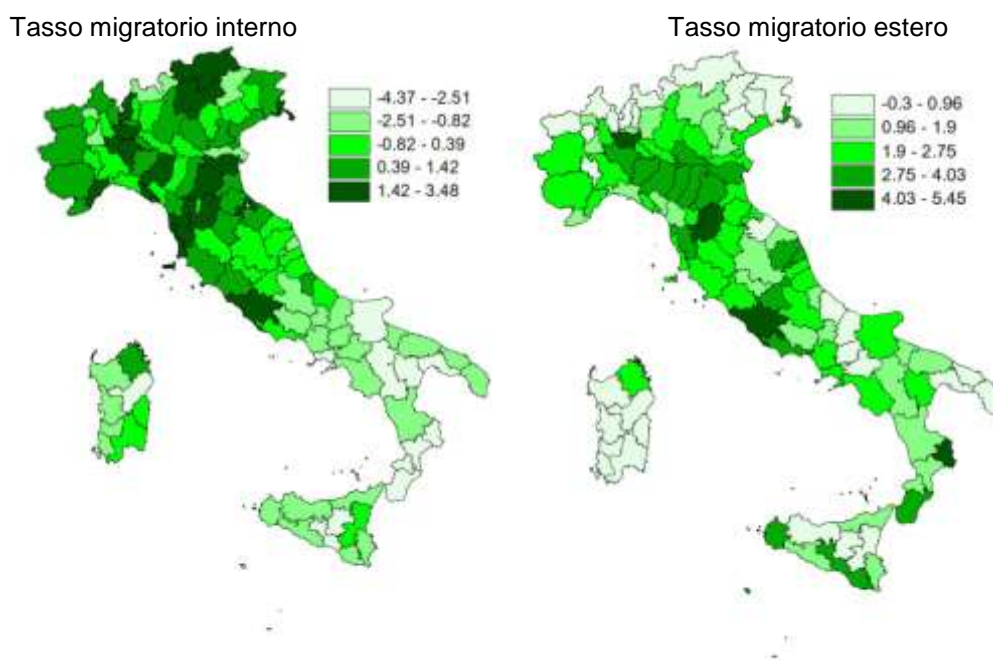 Tasso migratorio interno
Tasso migratorio estero
-4.37 - -2.51
-2.51 - -0.82
-0.82 - 0.39
0.39 - 1.42
1.42 - 3.48
-0.3 - 0.96
0.96 - 1.9
1.9 - 2.75
2.75 - 4.03
4.03 - 5.45